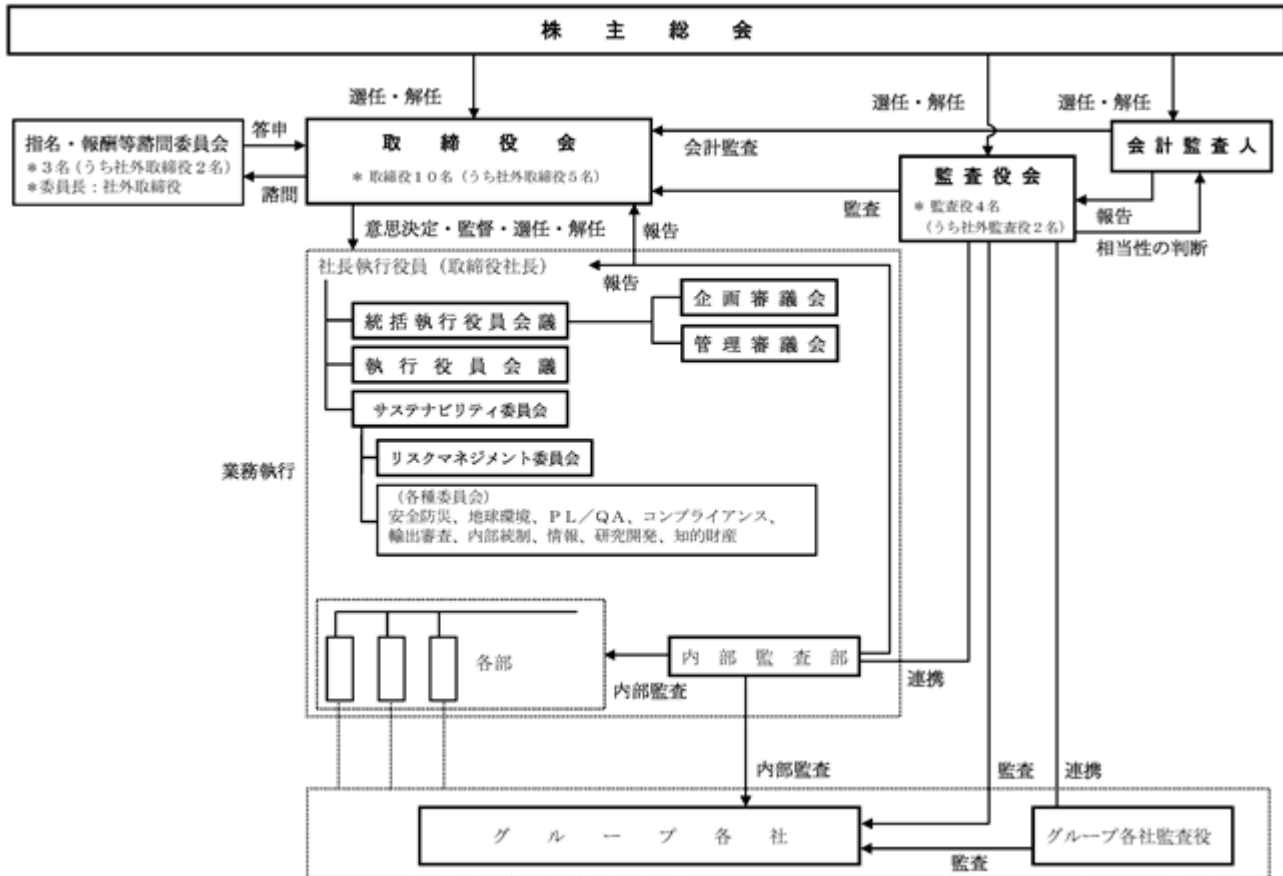 株主総会
選任・解任
選任・解任
選任・解任
指名・報酬等諮問委員会
＊３名（うち社外取締役２名）
＊委員長：社外取締役
答申
諮問
取締役会
＊取締役１０名（うち社外取締役５名）
会計監査
会計監査人
監査
監査役会
＊監査役４名
（うち社外監査役２名）
報告
相当性の判断
意思決定・監督・選任・解任
報告
社長執行役員（取締役社長）
報告
統括執行役員会議
企画審議会
管理審議会
執行役員会議
サステナビリティ委員会
リスクマネジメント委員会
業務執行
（各種委員会）
安全防災、地球環境、ＰＬ／ＱＡ、コンプライアンス、
輸出審査、内部統制、情報、研究開発、知的財産
各部
内部監査部
内部監査
連携
内部監査
監査
連携
グループ各社
グループ各社監査役
監査